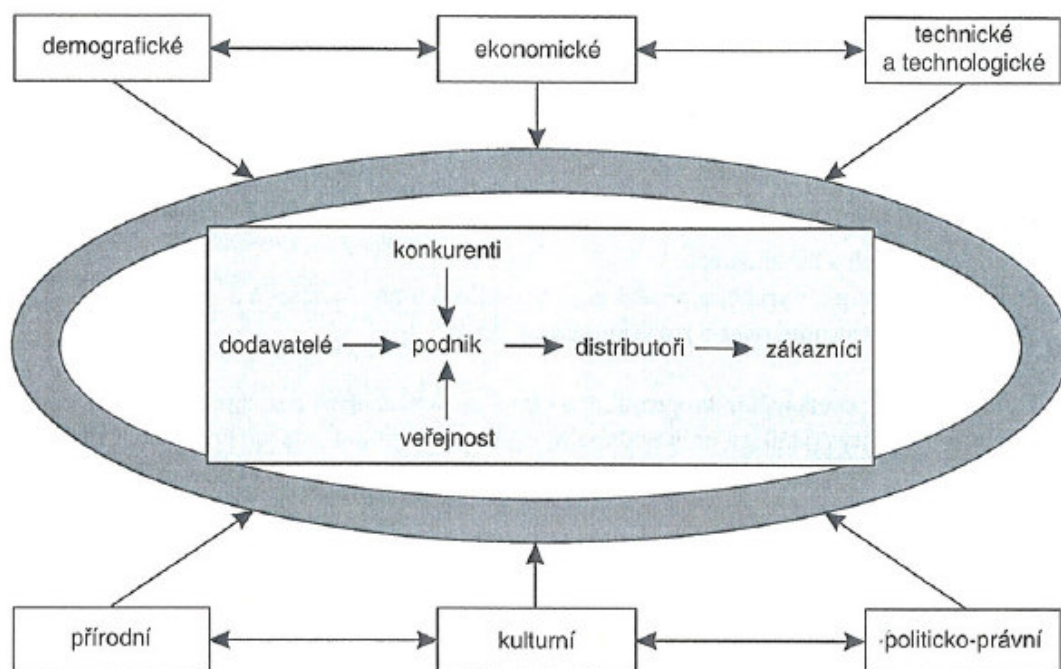 demografické
ekonomické
technické
a technologické
konkurenti
dodavatelé
podnik
distributoři
zákazníci
veřejnost
přírodní
kulturní
politicko-právní